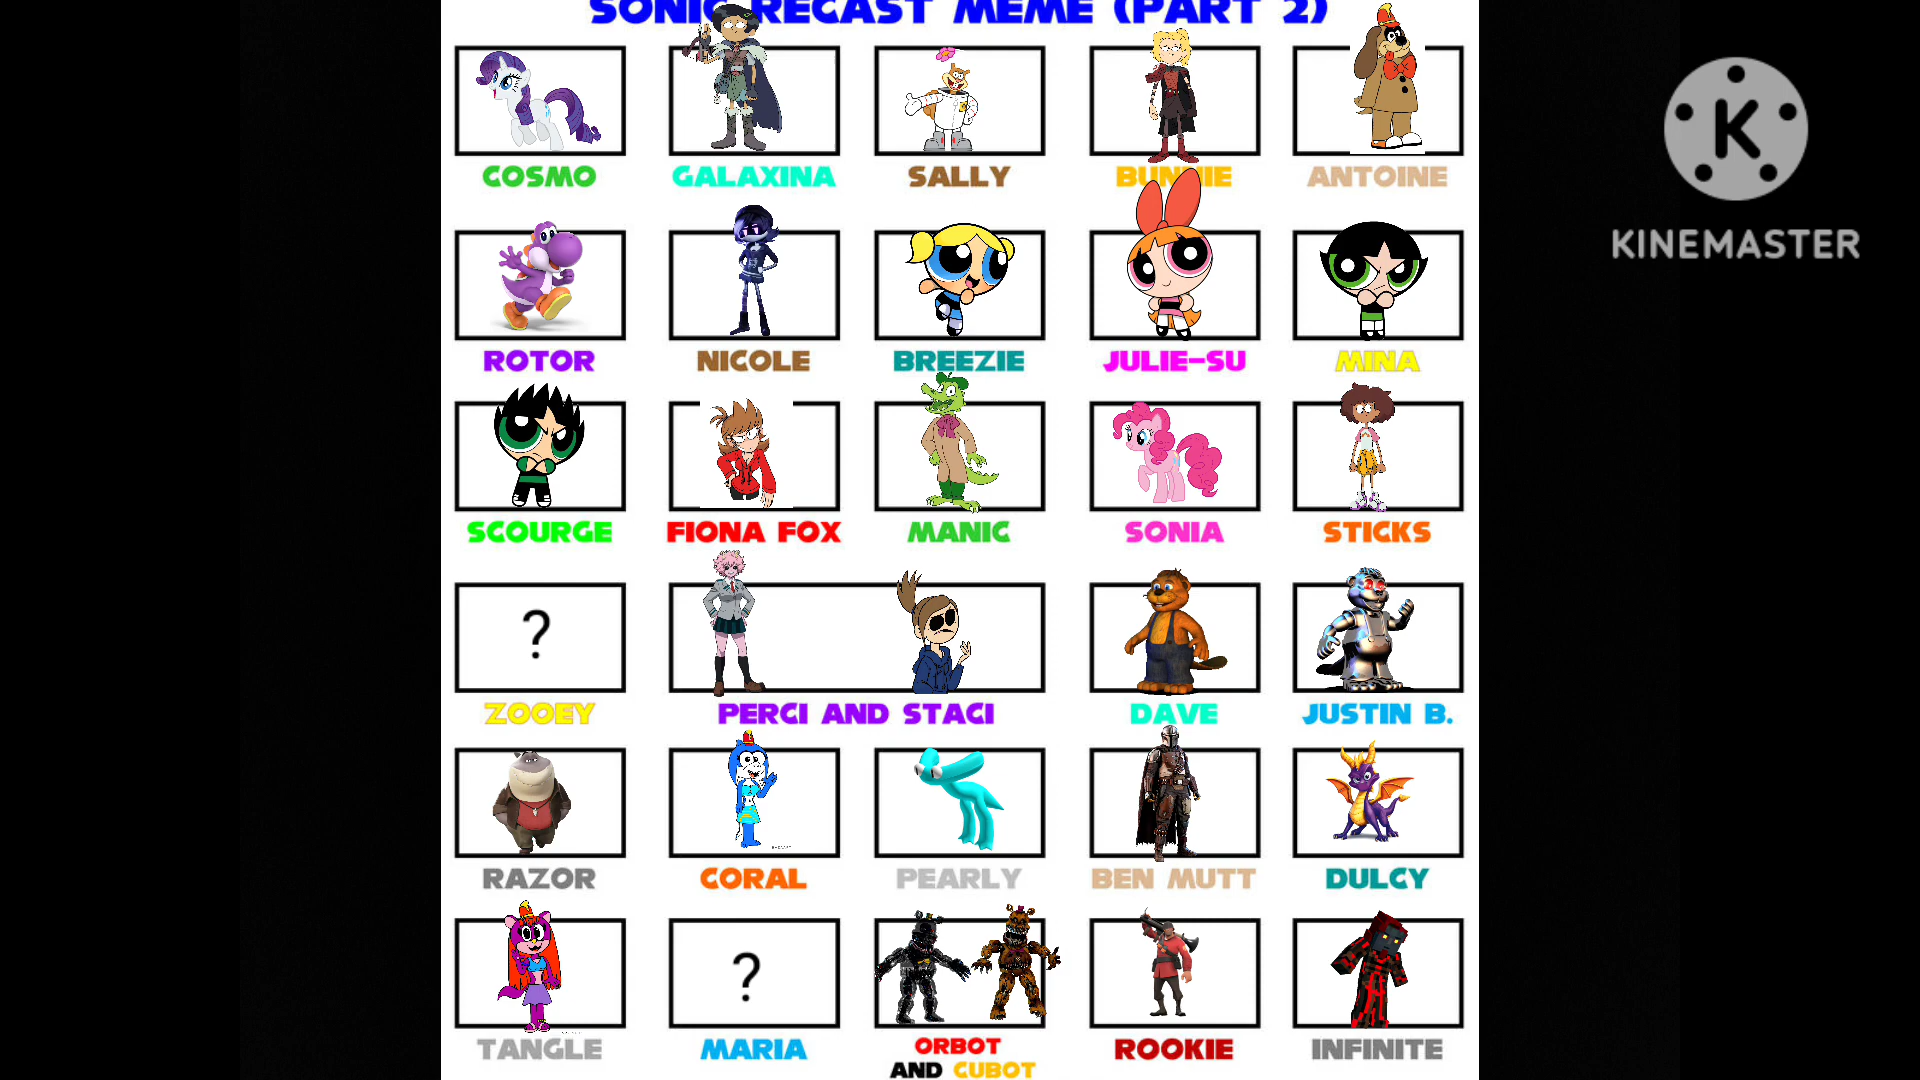 SONIC RECAST MEME (PART 2)
COSMO GALAXINA SALLY BUNNIE ANTOINE
K
KINEMASTER
ROTOR NICOLE BREEZIE JULIE-SU MINA
SCOURGE FIONA FOX MANIC SONIA STICKS
?
ZOOEY PERCI AND STACI DAVE JUSTIN B.
RAZOR CORAL PEARLY BEN MUTT DULCY
?
TANGLE MARIA ORBOT ROOKIE INFINITE
AND CUBOT